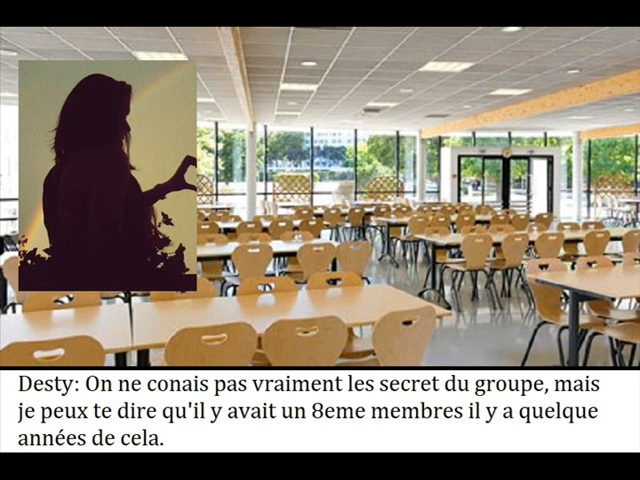 Desty: On ne conais pas vraiment les secret du groupe, mais
je peux te dire qu'il y avait un 8eme membres il y a quelque
années de cela.